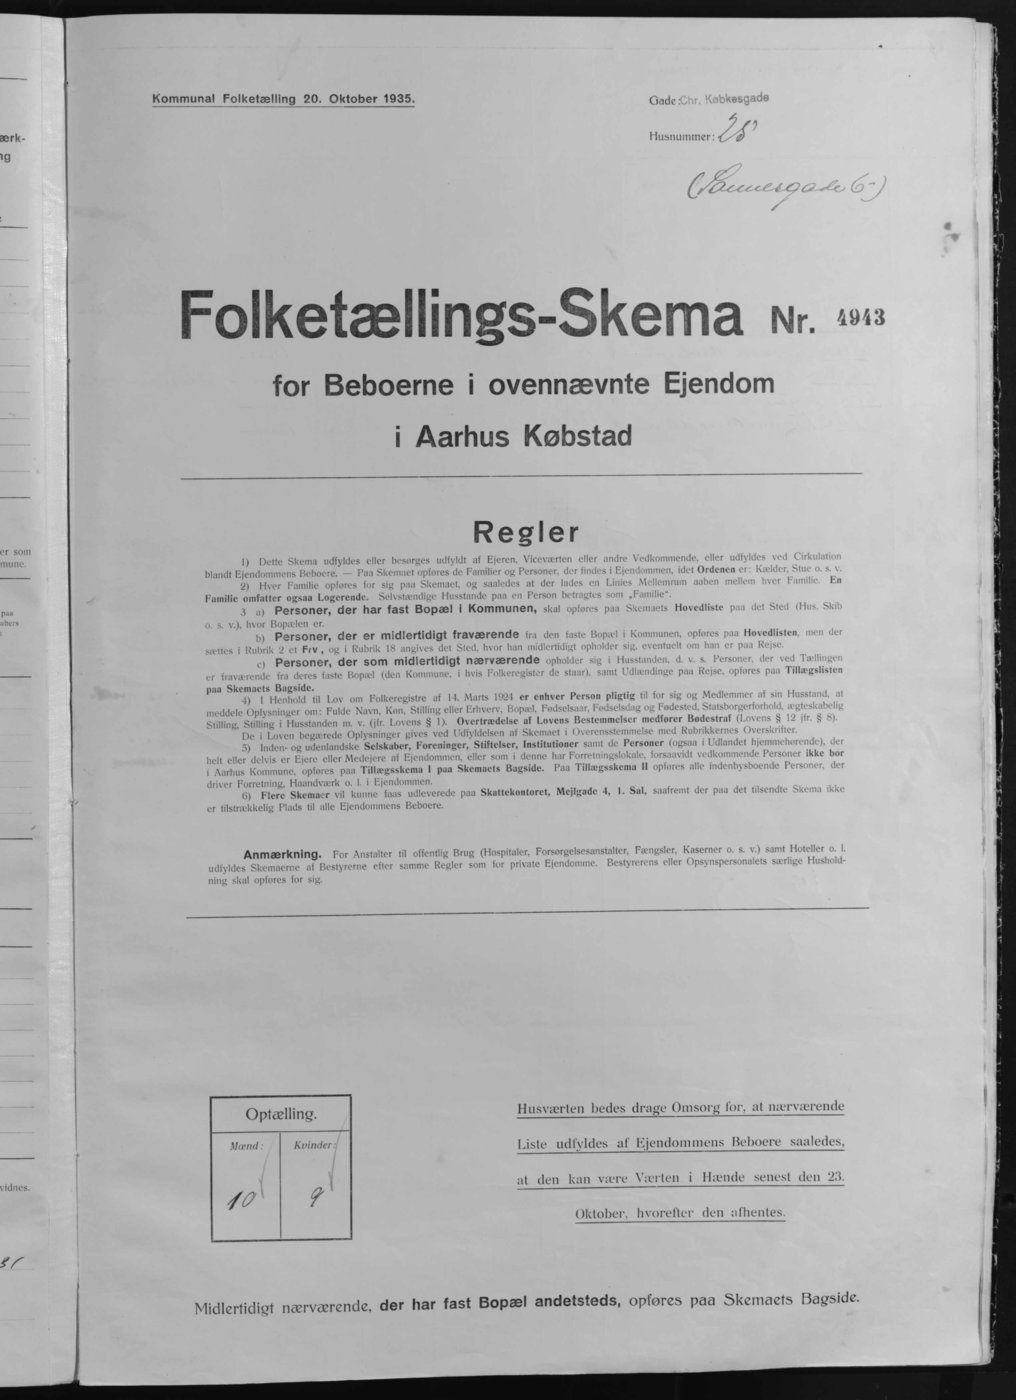 Kommunal Folketælling 20. Oktober 1935.
Gade: Chr. Købkesgade
Husnummer: 25
(Sannesgade 6-)
Folketællings-Skema Nr. 4943
for Beboerne i ovennævnte Ejendom
i Aarhus Købstad
Regler
1) Dette Skema udfyldes eller besørges udfyldt af Ejeren, Viceværten eller andre Vedkommende, eller udfyldes ved Cirkulation
blandt Ejendommens Beboere. — Paa Skemaet opføres de Familier og Personer, der findes i Ejendommen, idet Ordenen er: Kælder, Stue o. s. v.
2) Hver Familie opføres for sig paa Skemaet, og saaledes at der lades en Linies Mellemrum aaben mellem hver Familie. En
Familie omfatter ogsaa Logerende. Selvstændige Husstande paa en Person betragtes som „Familie“.
3 a) Personer, der har fast Bopæl i Kommunen, skal opføres paa Skemaets Hovedliste paa det Sted (Hus, Skib
o. s. v.), hvor Bopælen er.
b) Personer, der er midlertidigt fraværende fra den faste Bopæl i Kommunen, opføres paa Hovedlisten, men der
sættes i Rubrik 2 et Frv., og i Rubrik 18 angives det Sted, hvor han midlertidigt opholder sig, eventuelt om han er paa Rejse.
c) Personer, der som midlertidigt nærværende opholder sig i Husstanden, d. v. s. Personer, der ved Tællingen
er fraværende fra deres faste Bopæl (den Kommune, i hvis Folkeregister de staar), samt Udlændinge paa Rejse, opføres paa Tillægslisten
paa Skemaets Bagside.
4) I Henhold til Lov om Folkeregistre af 14. Marts 1924 er enhver Person pligtig til for sig og Medlemmer af sin Husstand, at
meddele Oplysninger om: Fulde Navn, Køn, Stilling eller Erhverv, Bopæl, Fødselsaar, Fødselsdag og Fødested, Statsborgerforhold, ægteskabelig
Stilling, Stilling i Husstanden m. v. (jfr. Lovens § 1). Overtrædelse af Lovens Bestemmelser medfører Bødestraf (Lovens § 12 jfr. § 8).
De i Loven begærede Oplysninger gives ved Udfyldelsen af Skemaet i Overensstemmelse med Rubrikkernes Overskrifter.
5) Inden- og udenlandske Selskaber, Foreninger, Stiftelser, Institutioner samt de Personer (ogsaa i Udlandet hjemmehørende), der
helt eller delvis er Ejere eller Medejere af Ejendommen, eller som i denne har Forretningslokale, forsaavidt vedkommende Personer ikke bor
i Aarhus Kommune, opføres paa Tillægsskema I paa Skemaets Bagside. Paa Tillægsskema II opføres alle indenbysboende Personer, der
driver Forretning, Haandværk o. l. i Ejendommen.
6) Flere Skemaer vil kunne faas udleverede paa Skattekontoret, Mejlgade 4, 1. Sal, saafremt der paa det tilsendte Skema ikke
er tilstrækkelig Plads til alle Ejendommens Beboere.
Anmærkning. For Anstalter til offentlig Brug (Hospitaler, Forsørgelsesanstalter, Fængsler, Kaserner o. s. v.) samt Hoteller o. l.
udfyldes Skemaerne af Bestyrerne efter samme Regler som for private Ejendomme. Bestyrerens eller Opsynspersonalets særlige Hushold-
ning skal opføres for sig.
Optælling.
Mænd: Kvinder:
10 9
Husværten bedes drage Omsorg for, at nærværende
Liste udfyldes af Ejendommens Beboere saaledes,
at den kan være Værten i Hænde senest den 23.
Oktober, hvorefter den afhentes.
Midlertidigt nærværende, der har fast Bopæl andetsteds, opføres paa Skemaets Bagside.